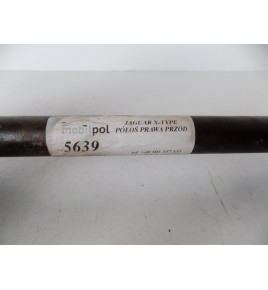 mobilpol
JAGUAR X-TYPE
PÓŁOŚ PRAWA PRZÓD
5639